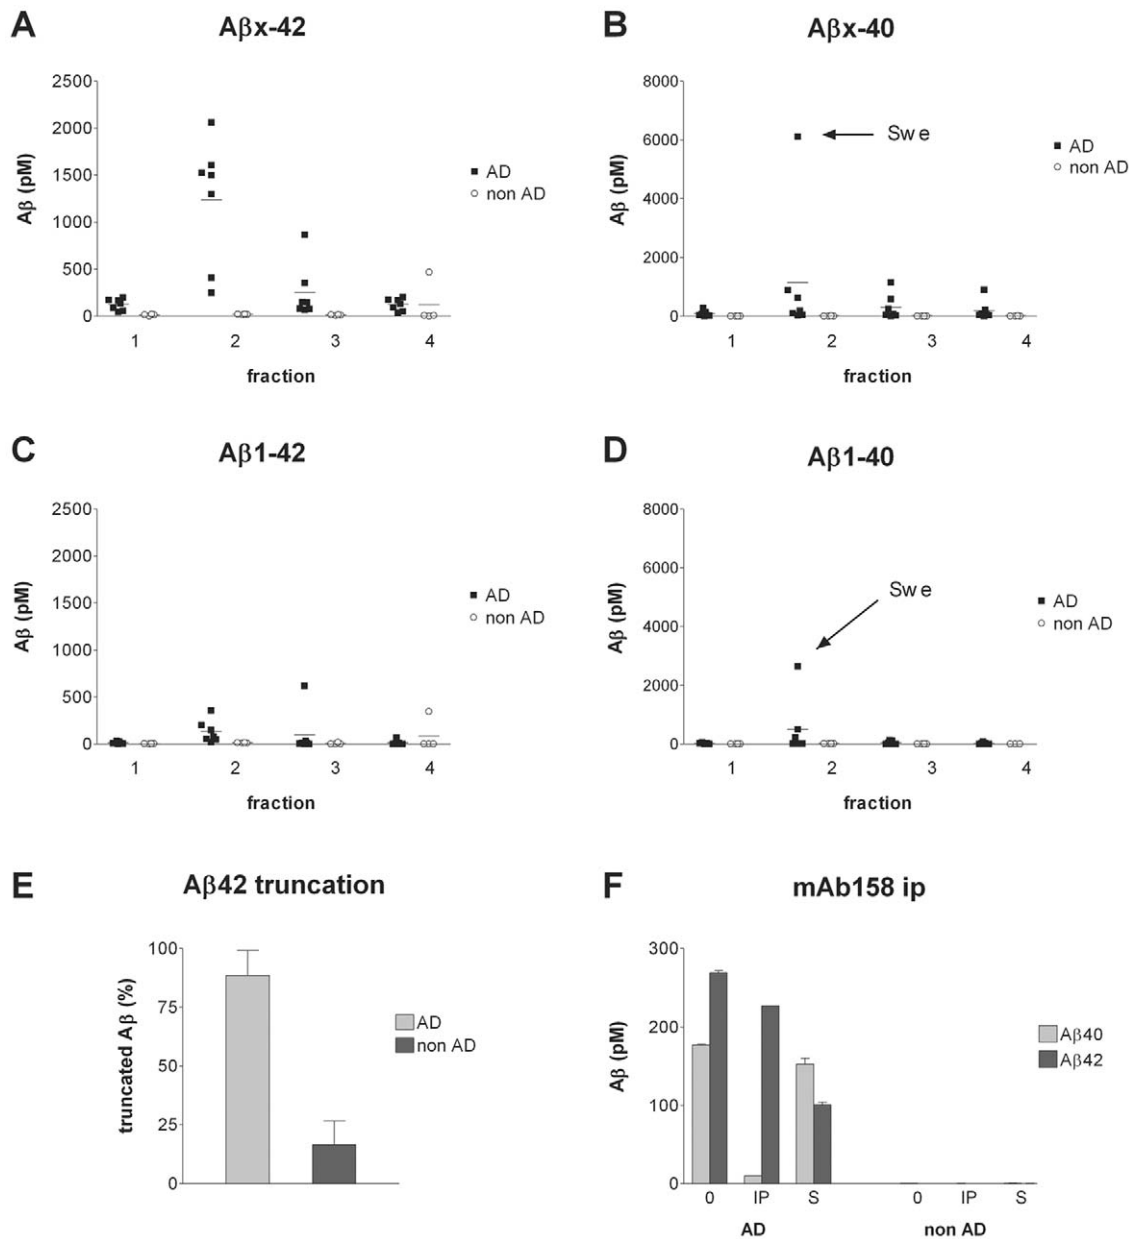 A
Aβx-42
Aβ (pM)
2500
2000
1500
1000
500
0
1 2 3 4
fraction
AD
non AD
B
Aβx-40
Aβ (pM)
8000
6000
4000
2000
0
Swe
1 2 3 4
fraction
AD
non AD
C
Aβ1-42
Aβ (pM)
2500
2000
1500
1000
500
0
1 2 3 4
fraction
AD
non AD
D
Aβ1-40
Aβ (pM)
8000
6000
4000
2000
0
Swe
1 2 3 4
fraction
AD
non AD
E
Aβ42 truncation
truncated Aβ (%)
100
75
50
25
0
AD
non AD
F
mAb158 ip
Aβ (pM)
300
200
100
0
0 IP S 0 IP S
AD non AD
Aβ40
Aβ42